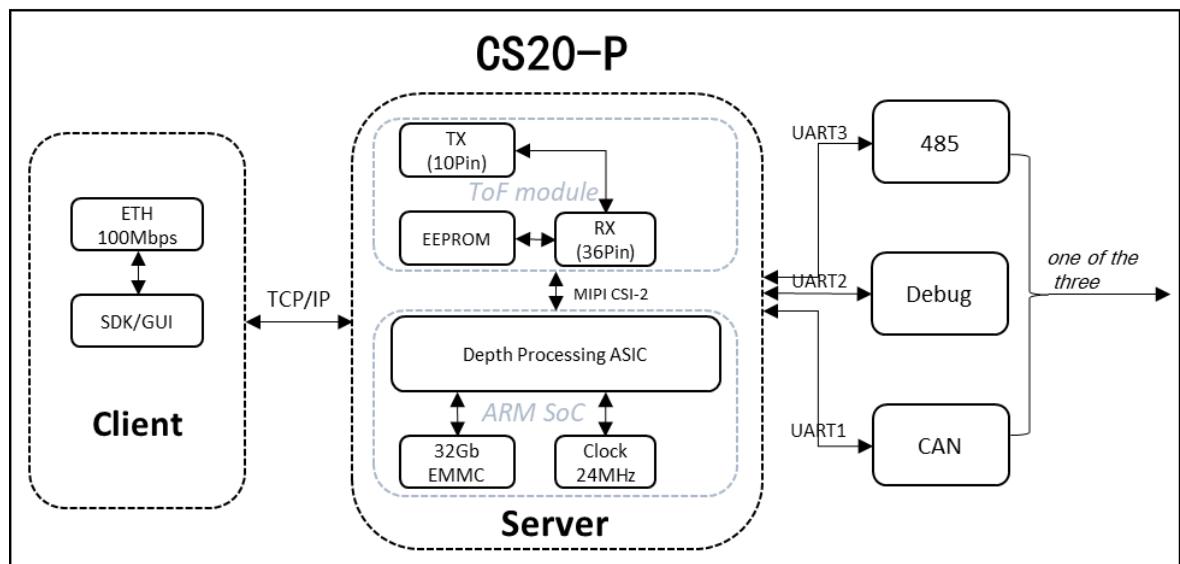 CS20-P
ETH
100Mbps
SDK/GUI
Client
TCP/IP
TX
(10Pin)
ToF module
EEPROM
RX
(36Pin)
MIPI CSI-2
Depth Processing ASIC
ARM SoC
32Gb
EMMC
Clock
24MHz
Server
UART3
485
UART2
Debug
UART1
CAN
one of the
three